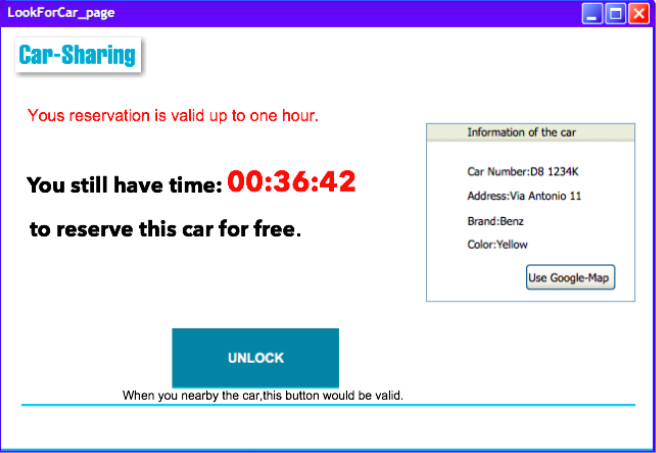 LookForCar_page
Car-Sharing
Yous reservation is valid up to one hour.
You still have time: 00:36:42
to reserve this car for free.
Information of the car
Car Number:D8 1234K
Address:Via Antonio 11
Brand:Benz
Color:Yellow
Use Google-Map
UNLOCK
When you nearby the car,this button would be valid.